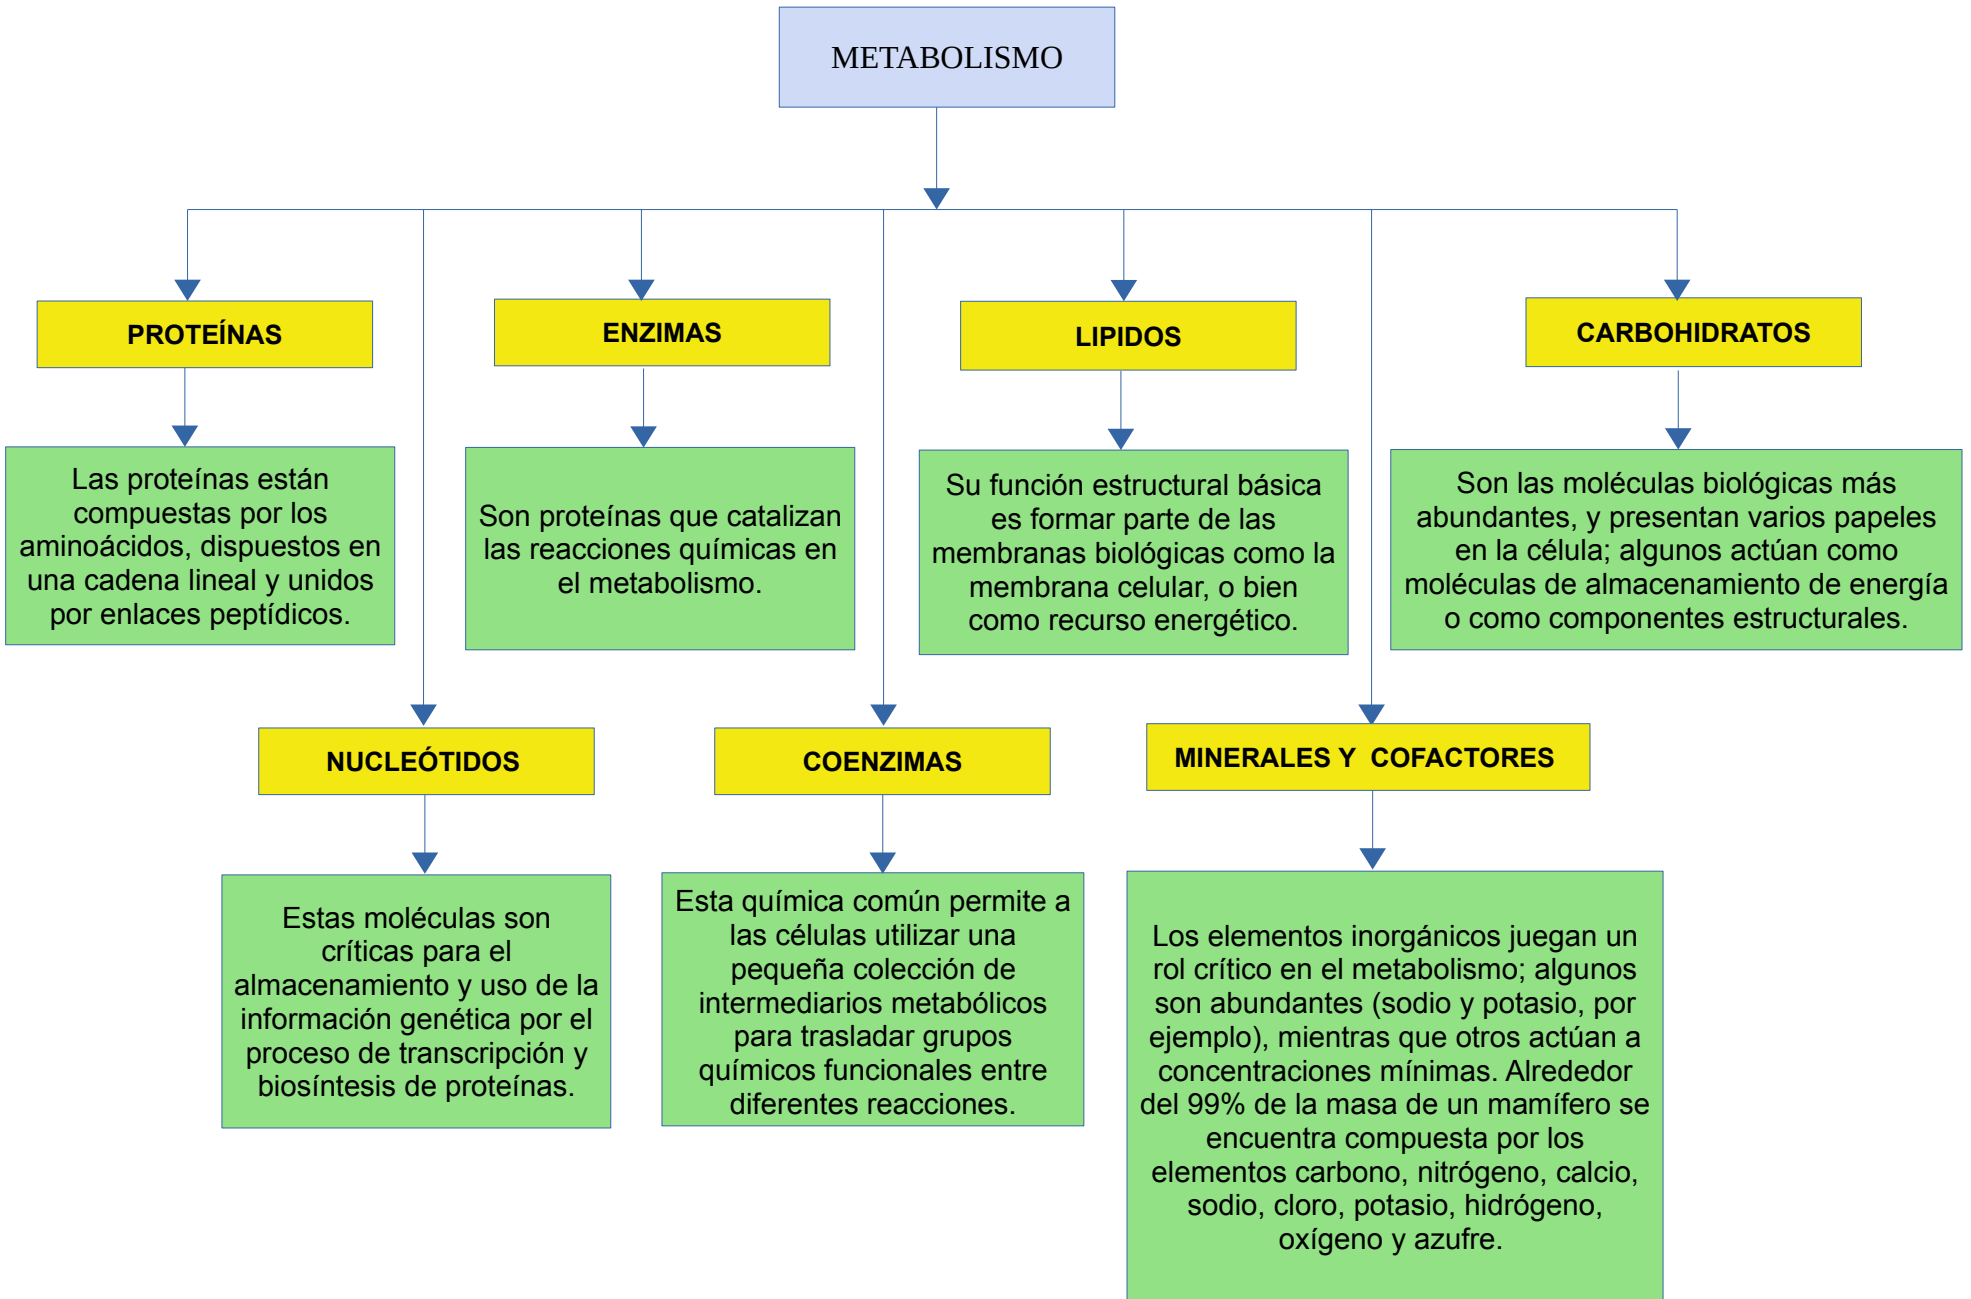 METABOLISMO
PROTEÍNAS
ENZIMAS
LIPIDOS
CARBOHIDRATOS
Las proteínas están
compuestas por los
aminoácidos, dispuestos en
una cadena lineal y unidos
por enlaces peptídicos.
Son proteínas que catalizan
las reacciones químicas en
el metabolismo.
Su función estructural básica
es formar parte de las
membranas biológicas como la
membrana celular, o bien
como recurso energético.
Son las moléculas biológicas más
abundantes, y presentan varios papeles
en la célula; algunos actúan como
moléculas de almacenamiento de energía
o como componentes estructurales.
NUCLEÓTIDOS
COENZIMAS
MINERALES Y  COFACTORES
Estas moléculas son
críticas para el
almacenamiento y uso de la
información genética por el
proceso de transcripción y
biosíntesis de proteínas.
Esta química común permite a
las células utilizar una
pequeña colección de
intermediarios metabólicos
para trasladar grupos
químicos funcionales entre
diferentes reacciones.
Los elementos inorgánicos juegan un
rol crítico en el metabolismo; algunos
son abundantes (sodio y potasio, por
ejemplo), mientras que otros actúan a
concentraciones mínimas. Alrededor
del 99% de la masa de un mamífero se
encuentra compuesta por los
elementos carbono, nitrógeno, calcio,
sodio, cloro, potasio, hidrógeno,
oxígeno y azufre.